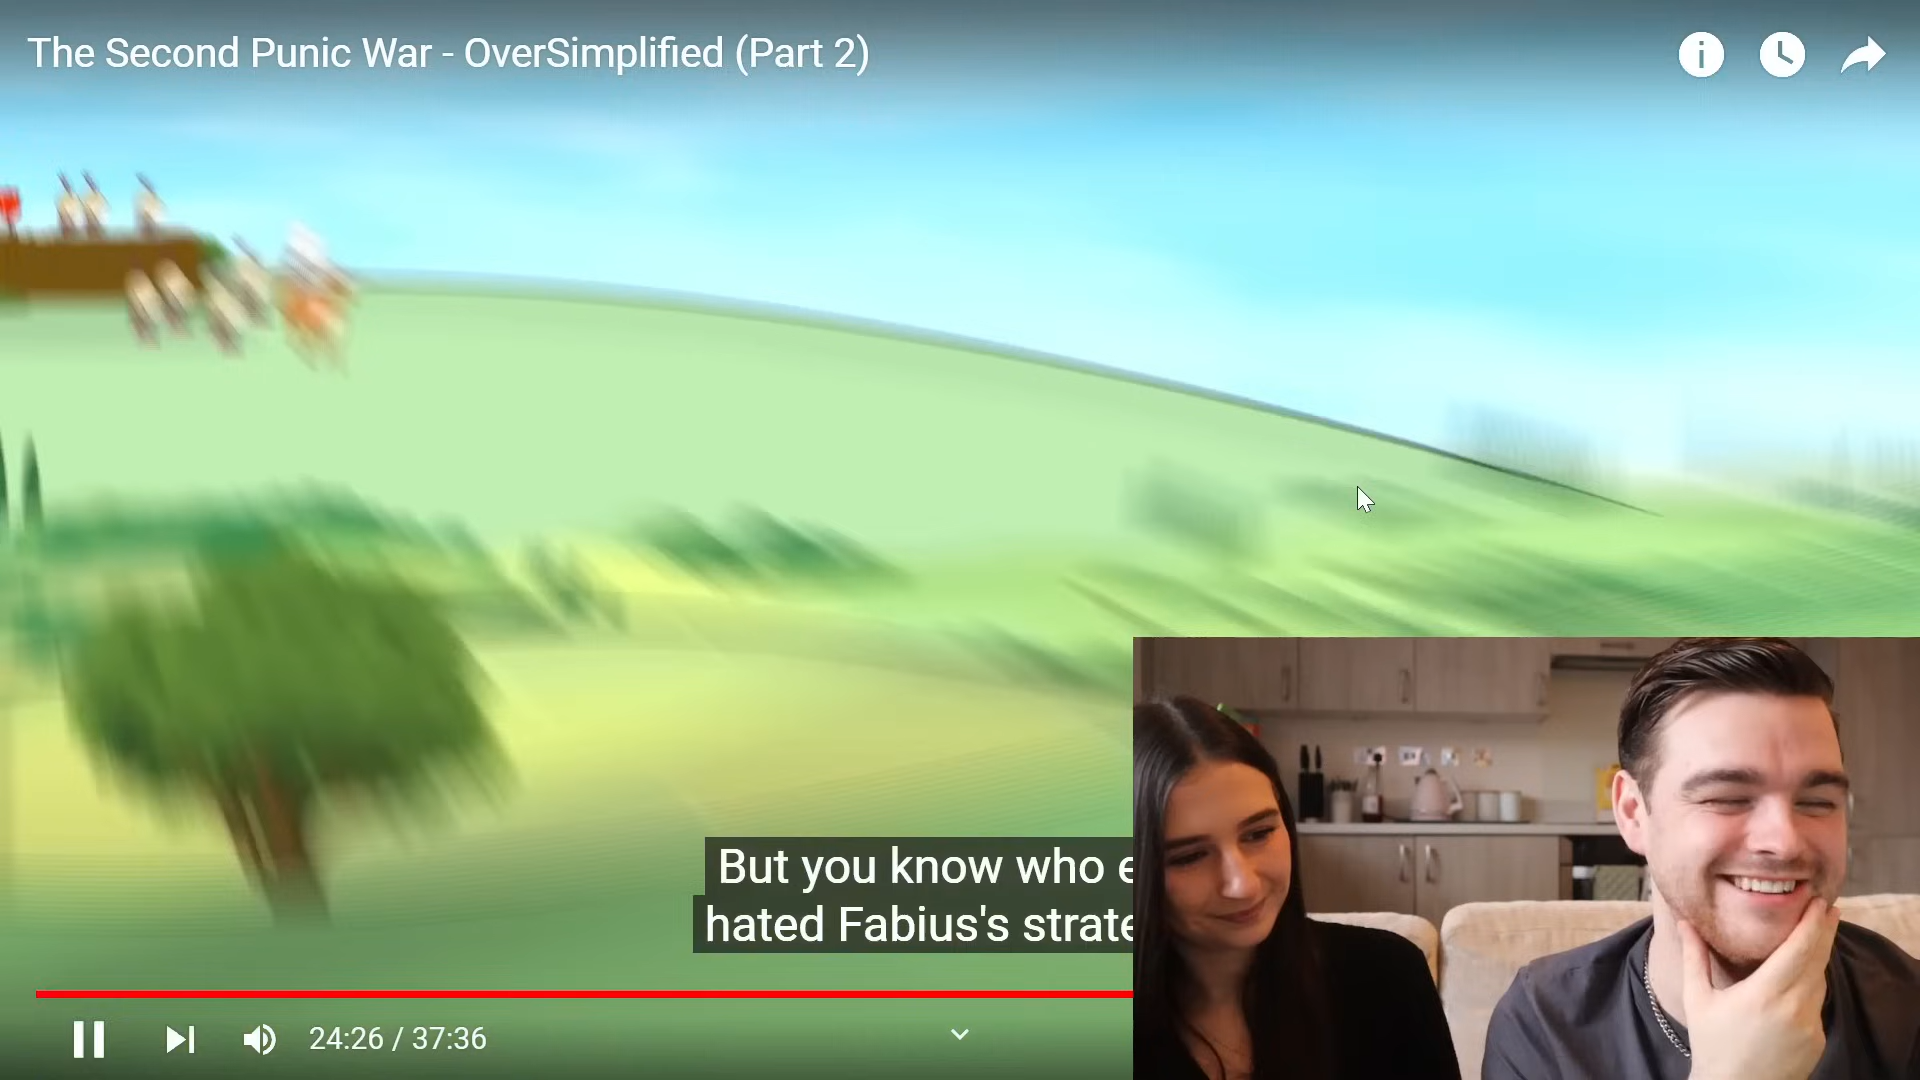 The Second Punic War - OverSimplified (Part 2)
But you know who
hated Fabius's
24:26 / 37:36